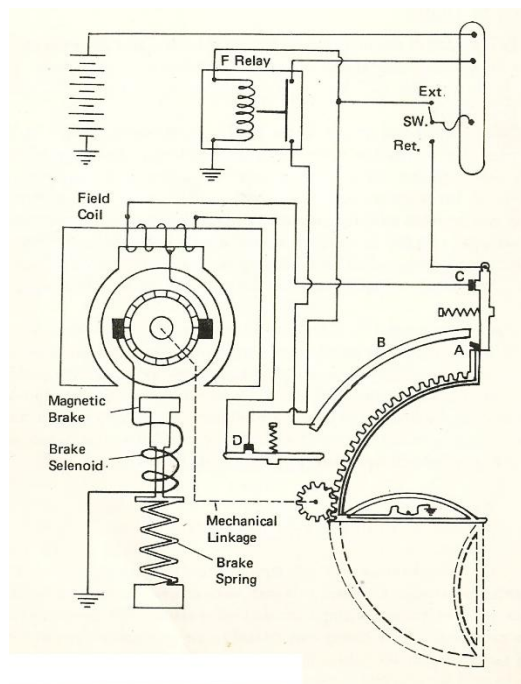 F Relay
Ext.
SW.
Ret.
Field
Coil
C
B
A
Magnetic
Brake
D
Brake
Selenoid
Mechanical
Linkage
Brake
Spring